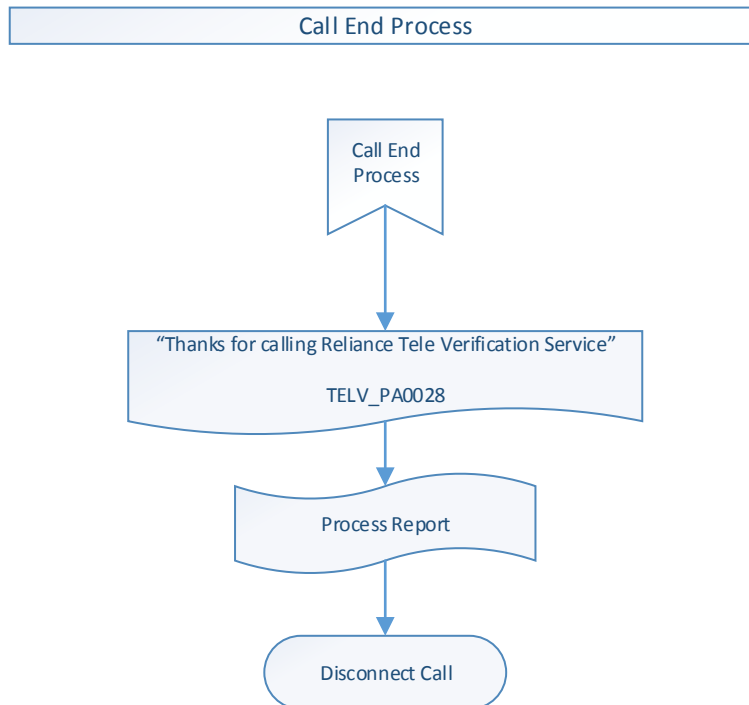 Call End Process
Call End
Process
“Thanks for calling Reliance Tele Verification Service”
TELV_PA0028
Process Report
Disconnect Call